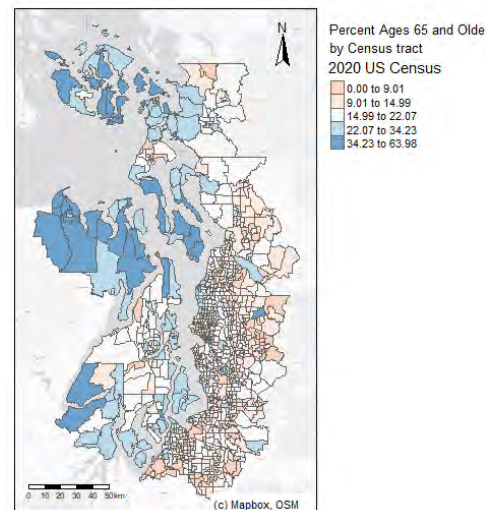 N
Percent Ages 65 and Olde
by Census tract
2020 US Census
0.00 to 9.01
9.01 to 14.99
14.99 to 22.07
22.07 to 34.23
34.23 to 63.98
0 10 20 30 40 50km
(c) Mapbox, OSM